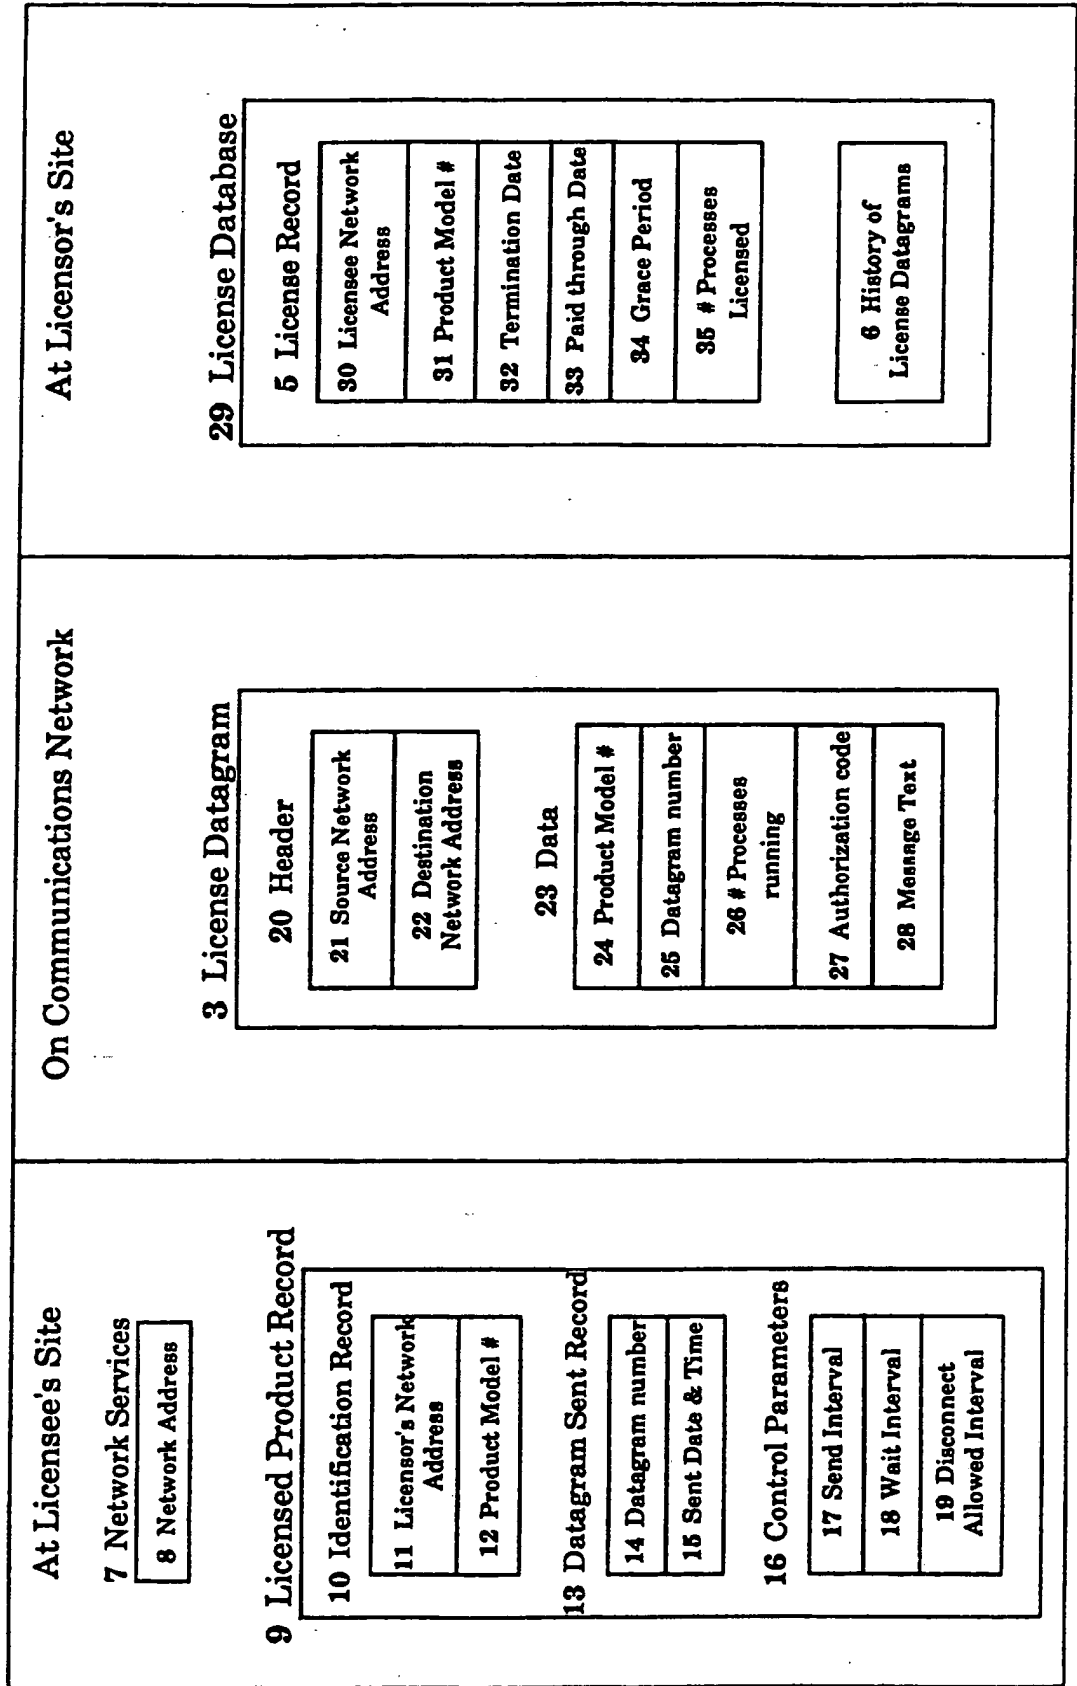 At Licensee's Site
7 Network Services
8 Network Address
9 Licensed Product Record
10 Identification Record
11 Licensor's Network
Address
12 Product Model #
13 Datagram Sent Record
14 Datagram number
15 Sent Date & Time
16 Control Parameters
17 Send Interval
18 Wait Interval
19 Disconnect
Allowed Interval
On Communications Network
3 License Datagram
20 Header
21 Source Network
Address
22 Destination
Network Address
23 Data
24 Product Model #
25 Datagram number
26 # Processes
running
27 Authorization code
28 Message Text
At Licensor's Site
29 License Database
5 License Record
30 Licensee Network
Address
31 Product Model #
32 Termination Date
33 Paid through Date
34 Grace Period
35 # Processes
Licensed
6 History of
License Datagrams